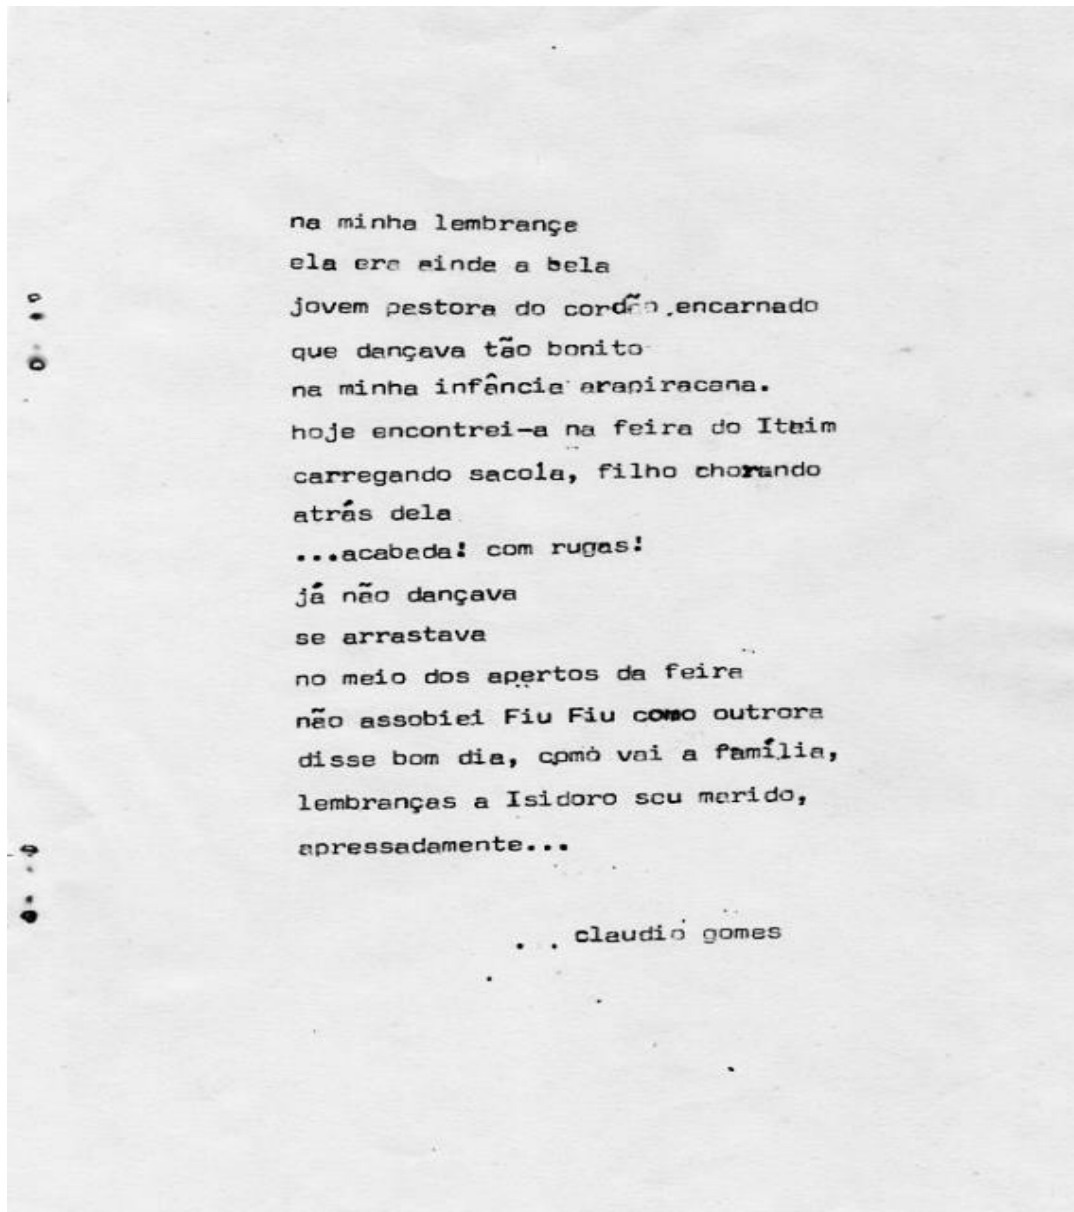 na minha lembrança
ela era ainda a bela
jovem pastora do cordão encarnado
que dançava tão bonito
na minha infância arapiracana.
hoje encontrei-a na feira do Itaim
carregando sacola, filho chorando
atrás dela
...acabada! com rugas!
já não dançava
se arrastava
no meio dos apertos da feira
não assobiei Fiu Fiu como outrora
disse bom dia, como vai a família,
lembranças a Isidoro seu marido,
apressadamente...
claudio gomes